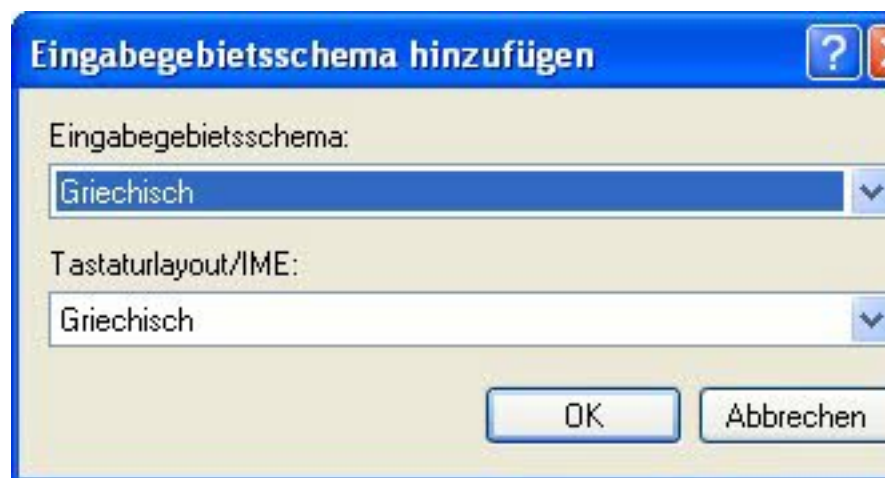 Eingabegebietsschema hinzufügen ?
Eingabegebietsschema:
Griechisch
Tastaturlayout/IME:
Griechisch
OK Abbrechen